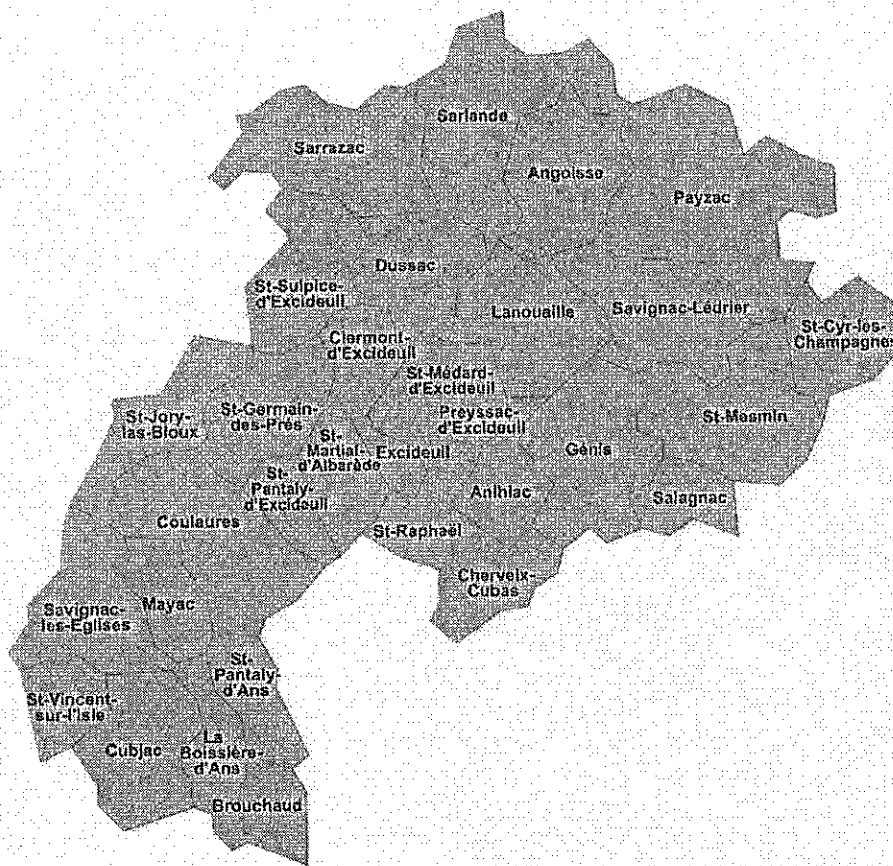 Sarlande
Sarrazac
Angoisse
Payzac
Dussac
St-Sulpice-
d'Excideuil
Lanouaille
Savignac-Lédrier
St-Cyr-les-
Champagnes
Clermont-
d'Excideuil
St-Médard-
d'Excideuil
St-Jory-
las-Bloux
St-Germain-
des-Prés
Preyssac-
d'Excideuil
St-Mesmin
St-
Martial-
d'Albarède
Excideuil
Génis
St-
Pantaly-
d'Excideuil
Anlhiac
Salagnac
Coulaures
St-Raphaël
Cherveix-
Cubas
Savignac-
les-Eglises
Mayac
St-
Pantaly-
d'Ans
St-Vincent-
sur-l'Isle
Cubjac
La
Boissière-
d'Ans
Brouchaud